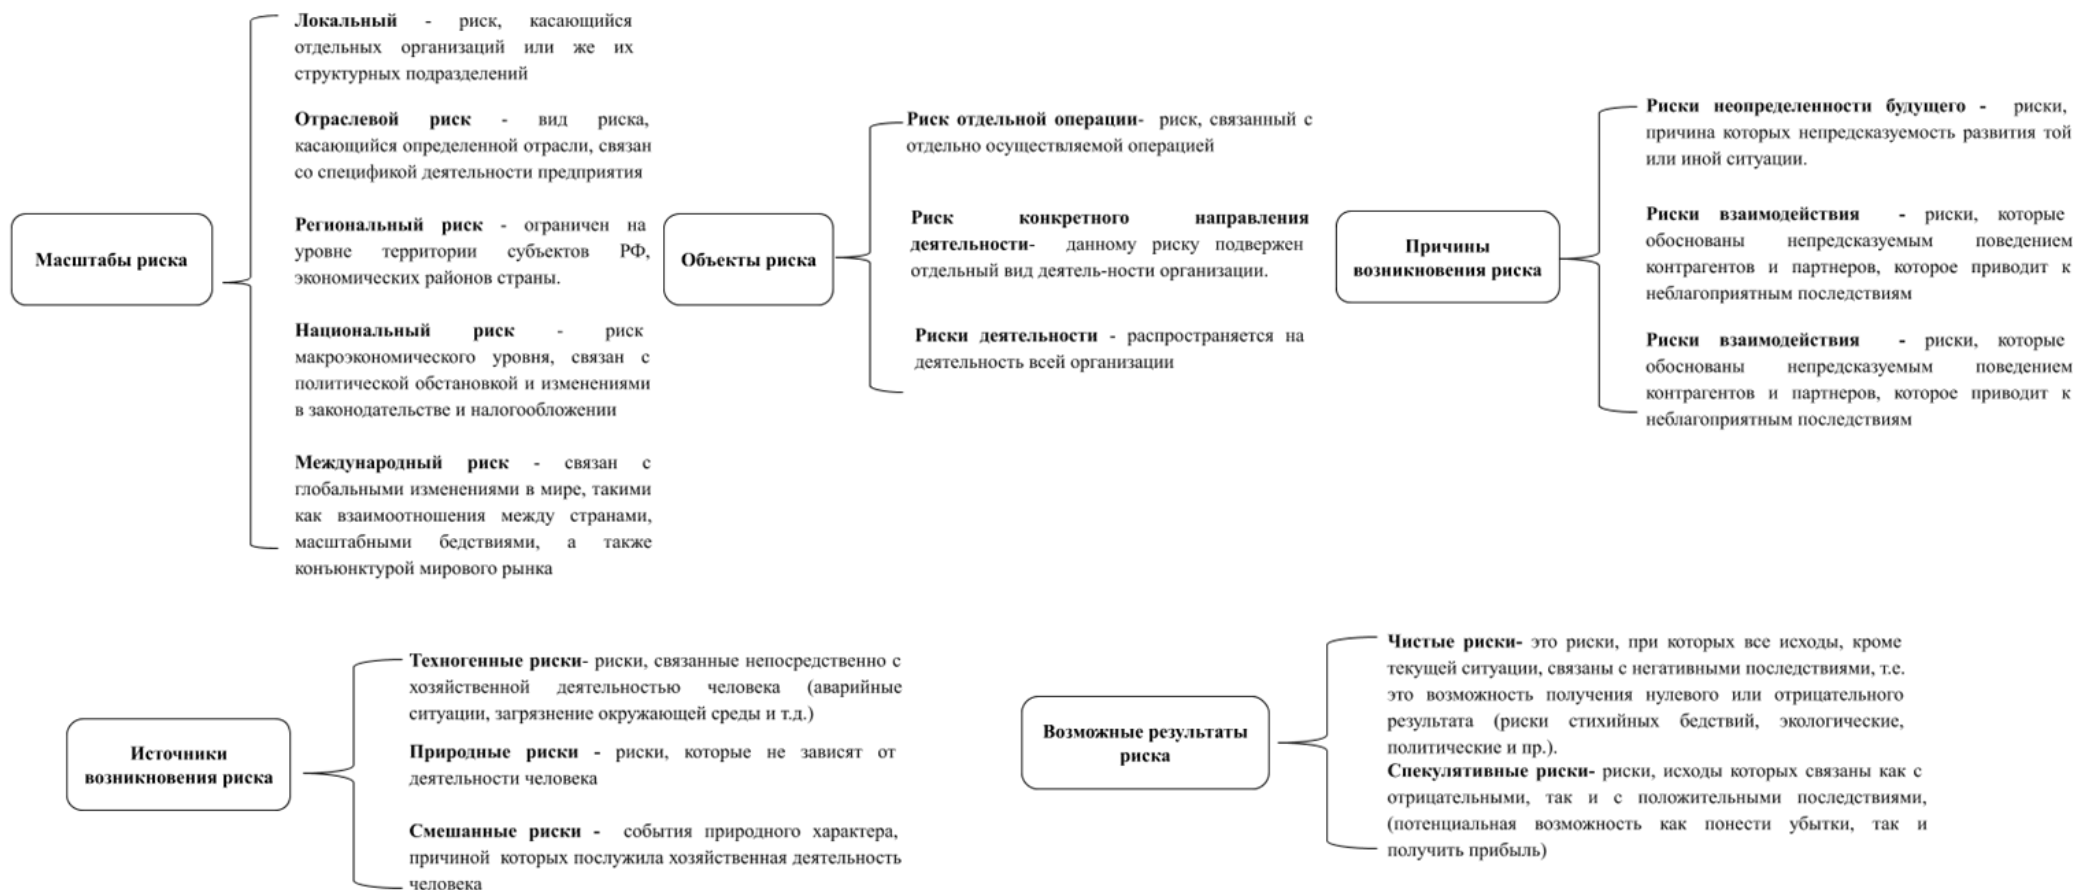 Масштабы риска
Локальный - риск, касающийся
отдельных организаций или же их
структурных подразделений
Отраслевой риск - вид риска,
касающийся определенной отрасли, связан
со спецификой деятельности предприятия
Региональный риск - ограничен на
уровне территории субъектов РФ,
экономических районов страны.
Национальный риск - риск
макроэкономического уровня, связан с
политической обстановкой и изменениями
в законодательстве и налогообложении
Международный риск - связан с
глобальными изменениями в мире, такими
как взаимоотношения между странами,
масштабными бедствиями, а также
конъюнктурой мирового рынка
Объекты риска
Риск отдельной операции- риск, связанный с
отдельно осуществляемой операцией
Риск конкретного направления
деятельности- данному риску подвержен
отдельный вид деятель-ности организации.
Риски деятельности - распространяется на
деятельность всей организации
Причины
возникновения риска
Риски неопределенности будущего - риски,
причина которых непредсказуемость развития той
или иной ситуации.
Риски взаимодействия - риски, которые
обоснованы непредсказуемым поведением
контрагентов и партнеров, которое приводит к
неблагоприятным последствиям
Риски взаимодействия - риски, которые
обоснованы непредсказуемым поведением
контрагентов и партнеров, которое приводит к
неблагоприятным последствиям
Источники
возникновения риска
Техногенные риски- риски, связанные непосредственно с
хозяйственной деятельностью человека (аварийные
ситуации, загрязнение окружающей среды и т.д.)
Природные риски - риски, которые не зависят от
деятельности человека
Смешанные риски - события природного характера,
причиной которых послужила хозяйственная деятельность
человека
Возможные результаты
риска
Чистые риски- это риски, при которых все исходы, кроме
текущей ситуации, связаны с негативными последствиями, т.е.
это возможность получения нулевого или отрицательного
результата (риски стихийных бедствий, экологические,
политические и пр.).
Спекулятивные риски- риски, исходы которых связаны как с
отрицательными, так и с положительными последствиями,
(потенциальная возможность как понести убытки, так и
получить прибыль)